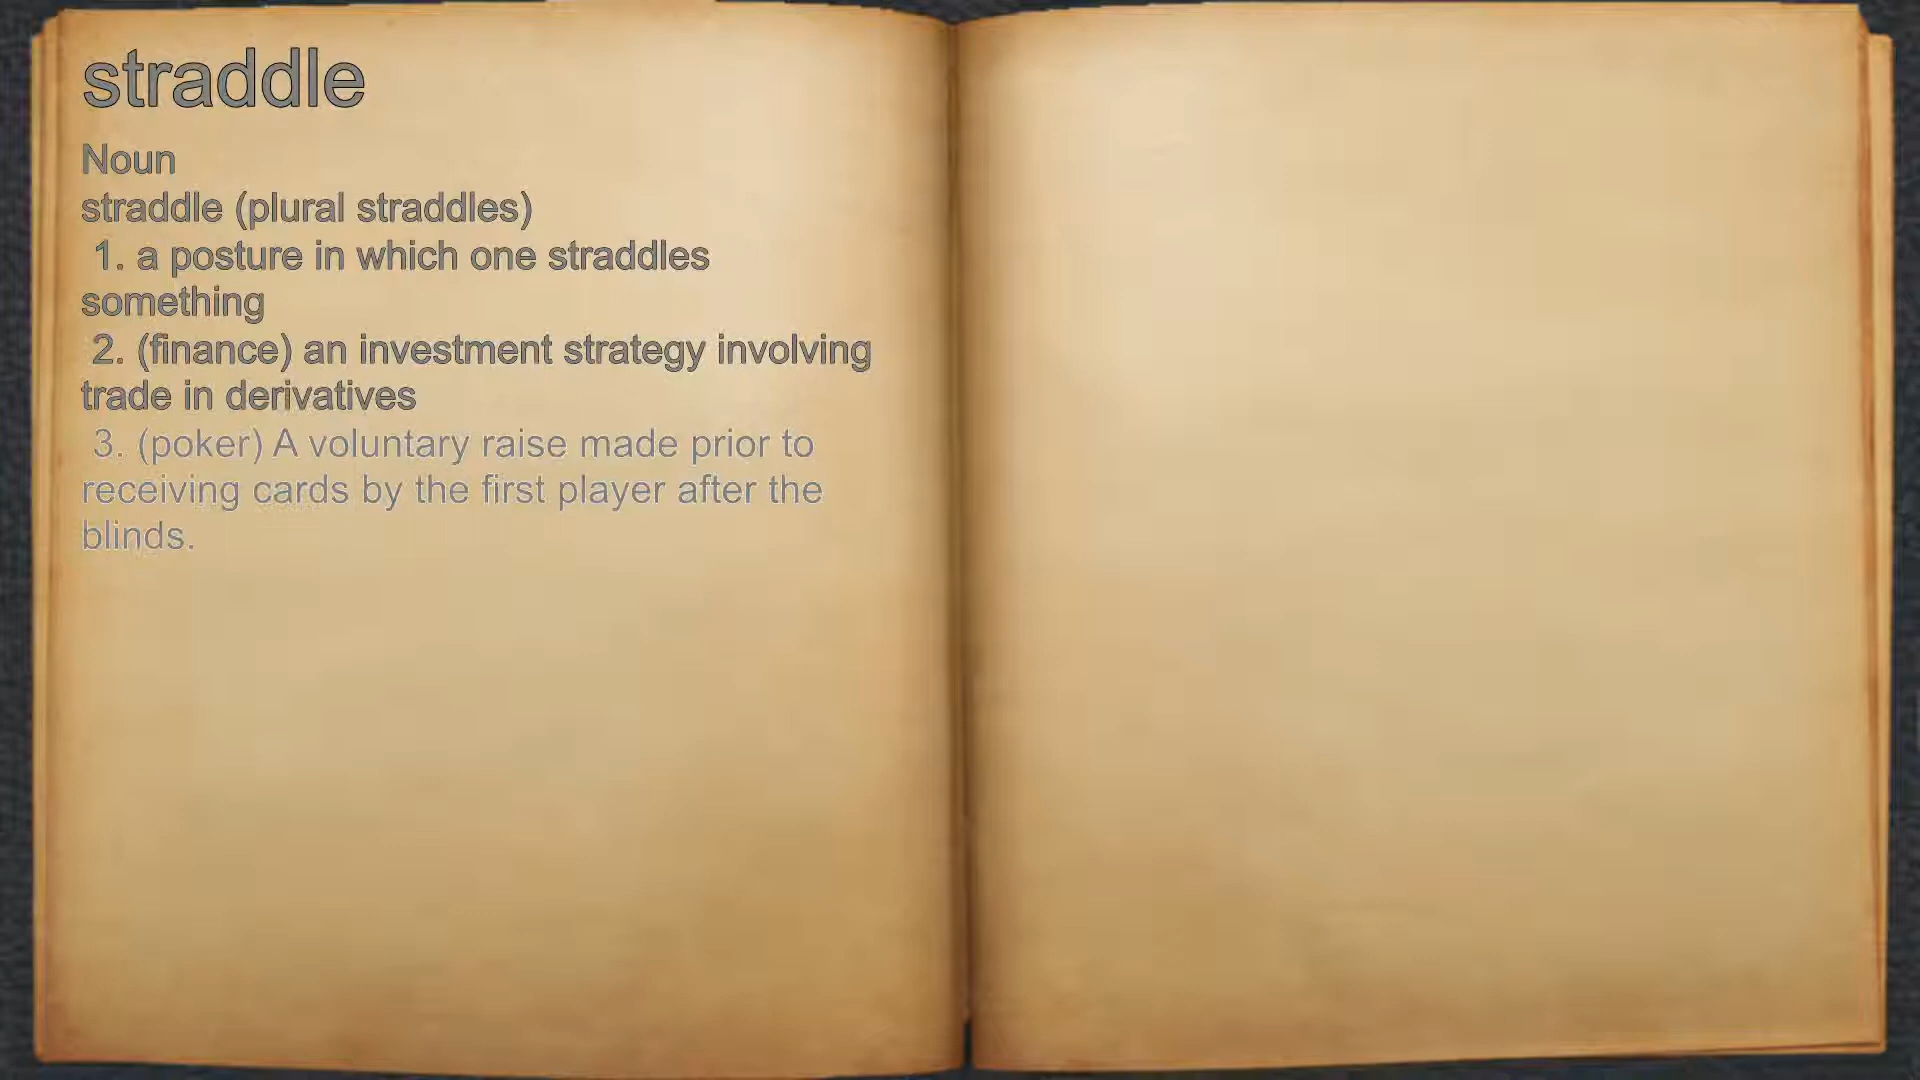 straddle
Noun
straddle (plural straddles)
1. a posture in which one straddles
something
2. (finance) an investment strategy involving
trade in derivatives
3. (poker) A voluntary raise made prior to
receiving cards by the first player after the
blinds.